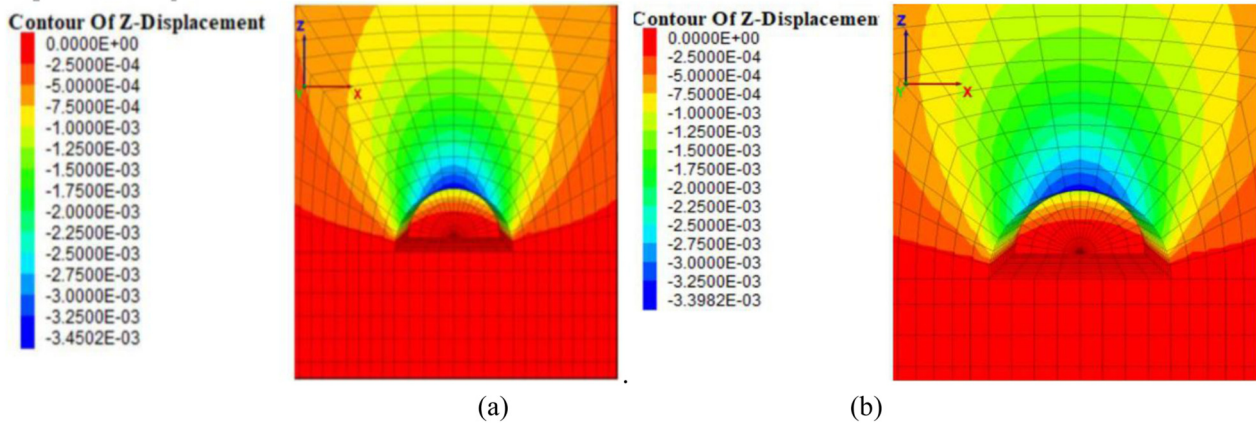 Contour Of Z-Displacemen
0.0000E+00
-2.5000E-04
-5.0000E-04
-7.5000E-04
-1.0000E-03
-1.2500E-03
-1.5000E-03
-1.7500E-03
-2.0000E-03
-2.2500E-03
-2.5000E-03
-2.7500E-03
-3.0000E-03
-3.2500E-03
-3.4502E-03
Z
X
Y
.
(a)
Contour Of Z-Displacemen
0.0000E+00
-2.5000E-04
-5.0000E-04
-7.5000E-04
-1.0000E-03
-1.2500E-03
-1.5000E-03
-1.7500E-03
-2.0000E-03
-2.2500E-03
-2.5000E-03
-2.7500E-03
-3.0000E-03
-3.2500E-03
-3.3982E-03
Z
X
Y
(b)